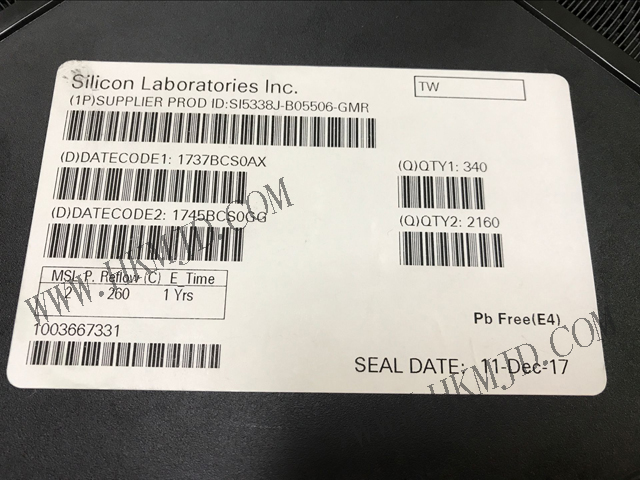 Silicon Laboratories Inc.
TW
(1P)SUPPLIER PROD ID:SI5338J-B05506-GMR
(D)DATECODE1: 1737BCS0AX
(Q)QTY1: 340
(D)DATECODE2: 1745BCS0GG
(Q)QTY2: 2160
MSL P. Reflow (C) E_Time
260 1 Yrs
Pb Free(E4)
1003667331
SEAL DATE: 11-Dec-17
WWW.HKMJD.COM
.HKMJD.COM